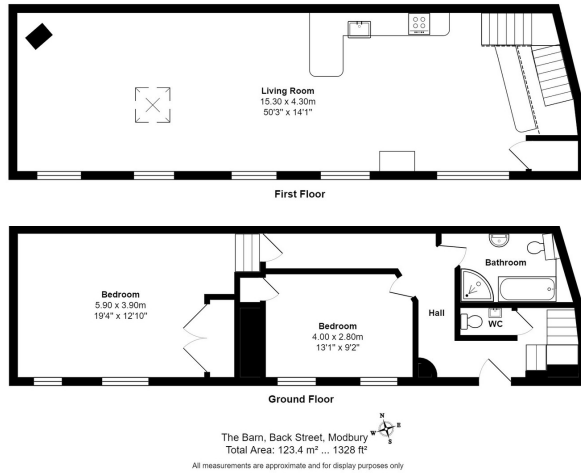 Living Room
15.30 x 4.30m
50'3" x 14'1"
First Floor
Bedroom
5.90 x 3.90m
19'4" x 12'10"
Bathroom
WC
Hall
Bedroom
4.00 x 2.80m
13'1" x 9'2"
Ground Floor
N
W E
S
The Barn, Back Street, Modbury
Total Area: 123.4 m² ... 1328 ft²
All measurements are approximate and for display purposes only